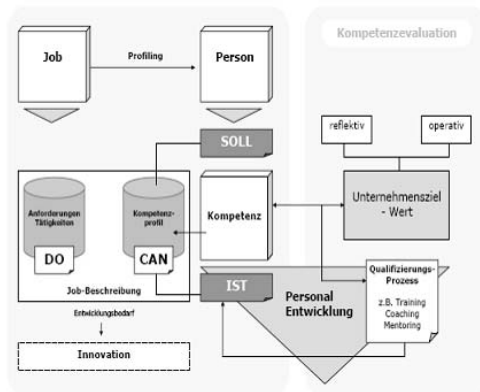 Kompetenzevaluation
Job
Profiling
Person
reflektiv
operativ
SOLL
Anforderungen
Tätigkeiten
Kompetenz-
profil
Kompetenz
Unternehmensziel
- Wert
DO
CAN
Job-Beschreibung
IST
Personal
Entwicklung
Qualifizierungs-
Prozess
z.B. Training
Coaching
Mentoring
Entwicklungsbedarf
Innovation